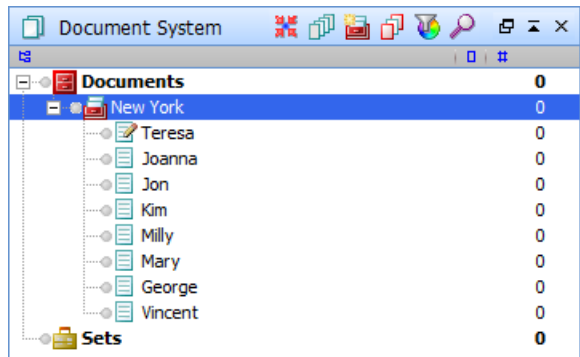 Document System
#
Documents 0
New York 0
Teresa 0
Joanna 0
Jon 0
Kim 0
Milly 0
Mary 0
George 0
Vincent 0
Sets 0